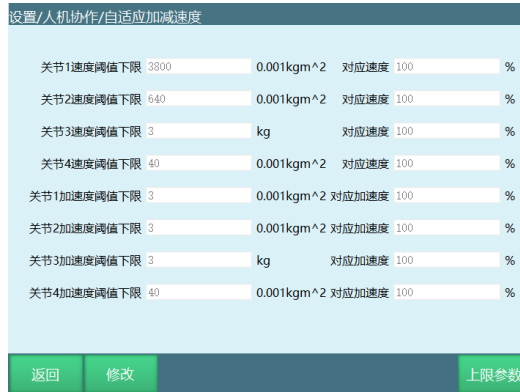 设置/人机协作/自适应加减速度
关节1速度阈值下限 3800 0.001kgm^2 对应速度 100 %
关节2速度阈值下限 640 0.001kgm^2 对应速度 100 %
关节3速度阈值下限 3 kg 对应速度 100 %
关节4速度阈值下限 40 0.001kgm^2 对应速度 100 %
关节1加速度阈值下限 3 0.001kgm^2 对应加速度 100 %
关节2加速度阈值下限 3 0.001kgm^2 对应加速度 100 %
关节3加速度阈值下限 3 kg 对应加速度 100 %
关节4加速度阈值下限 40 0.001kgm^2 对应加速度 100 %
返回 修改 上限参数